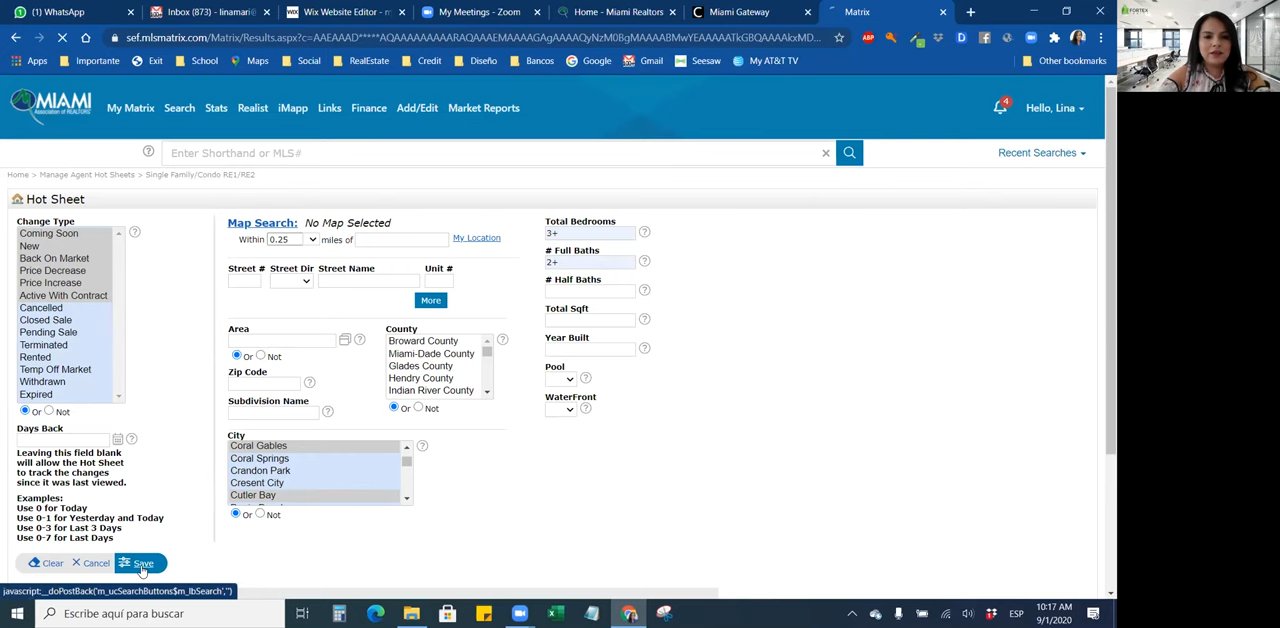 (1) WhatsApp
Inbox (873) - linamari@
Wix Website Editor - m
My Meetings - Zoom
Home - Miami Realtors
Miami Gateway
Matrix
sef.mlsmatrix.com/Matrix/Results.aspx?c=AAEAAAD*****AQAAAAAAAAARAQAAAEMAAAAGAgAAAAQyNzM0BgMAAAABMwYEAAAAATkGBQAAAAkxMD...
Apps
Importante
Exit
School
Maps
Social
RealEstate
Credit
Diseño
Bancos
Google
Gmail
Seesaw
My AT&T TV
Other bookmarks
FORTEX
MIAMI
My Matrix
Search
Stats
Realist
iMapp
Links
Finance
Add/Edit
Market Reports
4
Hello, Lina
Enter Shorthand or MLS#
Recent Searches
Home > Manage Agent Hot Sheets > Single Family/Condo RE1/RE2
Hot Sheet
Change Type
Coming Soon
New
Back On Market
Price Decrease
Price Increase
Active With Contract
Cancelled
Closed Sale
Pending Sale
Terminated
Rented
Temp Off Market
Withdrawn
Expired
Or Not
Days Back
Leaving this field blank
will allow the Hot Sheet
to track the changes
since it was last viewed.
Examples:
Use 0 for Today
Use 0-1 for Yesterday and Today
Use 0-3 for Last 3 Days
Use 0-7 for Last Days
Clear
Cancel
Save
Map Search: No Map Selected
Within 0.25 miles of
My Location
Street # Street Dir Street Name Unit #
More
Area
Or Not
Zip Code
Subdivision Name
County
Broward County
Miami-Dade County
Glades County
Hendry County
Indian River County
Or Not
City
Coral Gables
Coral Springs
Crandon Park
Cresent City
Cutler Bay
Or Not
Total Bedrooms
3+
# Full Baths
2+
# Half Baths
Total Sqft
Year Built
Pool
WaterFront
javascript:__doPostBack('m_ucSearchButtons$m_lbSearch','')
Escribe aquí para buscar
ESP
10:17 AM
9/1/2020